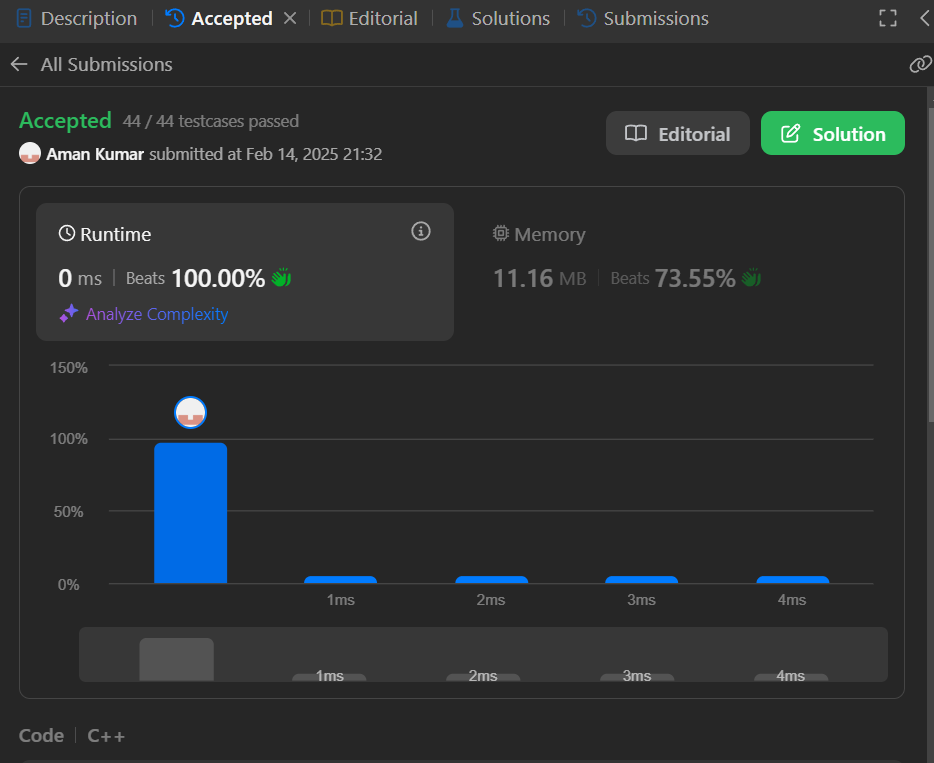 Description | Accepted × | Editorial | Solutions | Submissions
All Submissions
Accepted 44 / 44 testcases passed
Aman Kumar submitted at Feb 14, 2025 21:32
Editorial
Solution
Runtime
0 ms | Beats 100.00%
Analyze Complexity
Memory
11.16 MB | Beats 73.55%
150%
100%
50%
0%
1ms 2ms 3ms 4ms
1ms 2ms 3ms 4ms
Code | C++